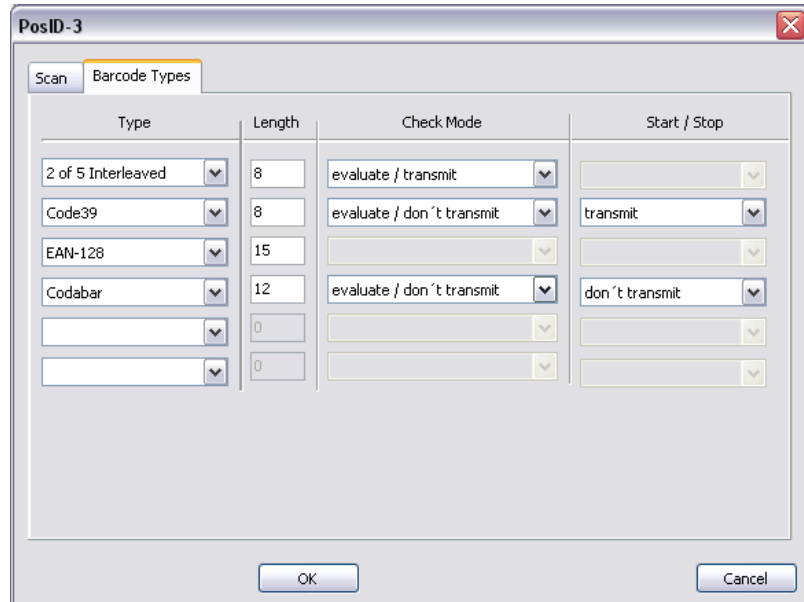 PosID-3
Scan Barcode Types
Type Length Check Mode Start / Stop
2 of 5 Interleaved 8 evaluate / transmit
Code39 8 evaluate / don´t transmit transmit
EAN-128 15
Codabar 12 evaluate / don´t transmit don´t transmit
0
0
OK Cancel